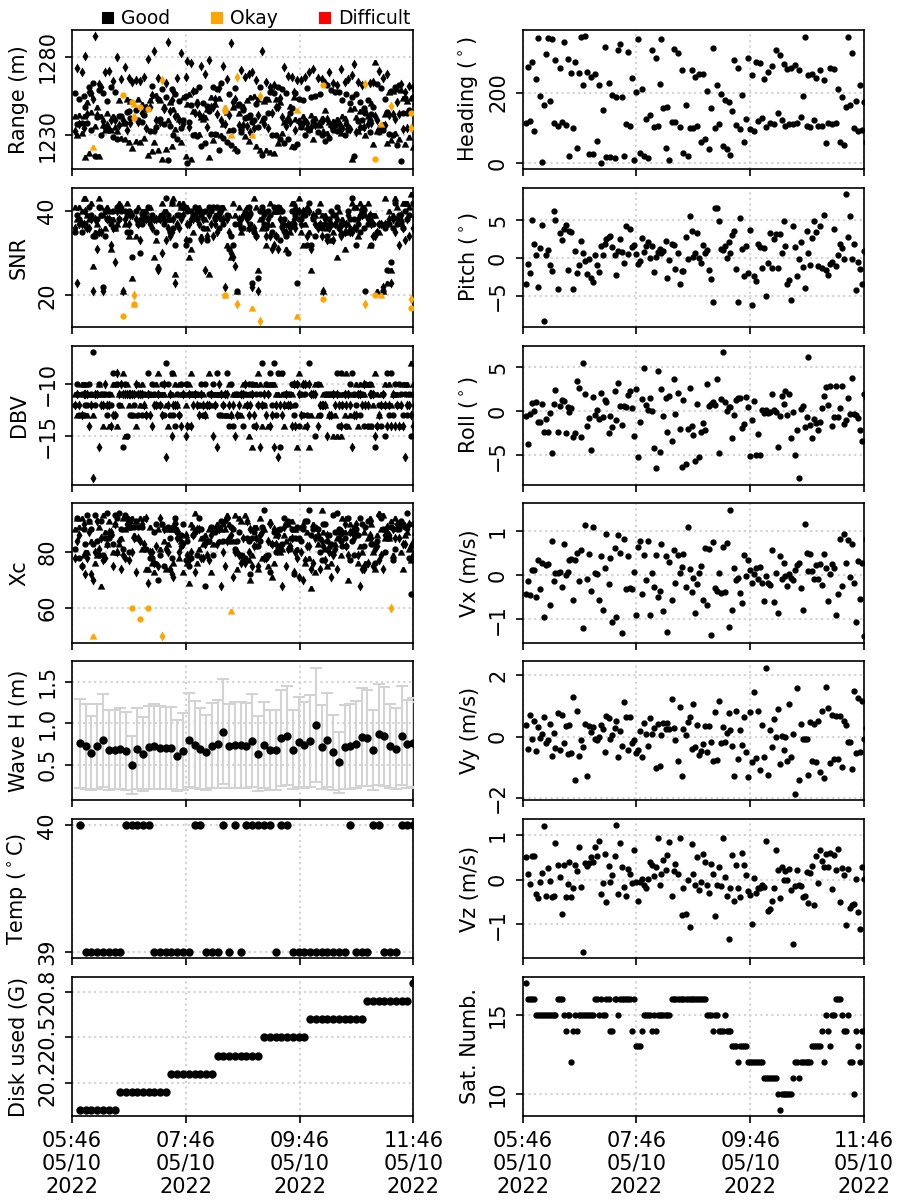 Good Okay Difficult
Range (m)
1280
1230
Heading (°)
200
0
SNR
40
20
Pitch (°)
5
0
−5
DBV
−10
−15
Roll (°)
5
0
−5
Xc
80
60
Vx (m/s)
1
0
−1
Wave H (m)
1.5
1.0
0.5
Vy (m/s)
2
0
−2
Temp (°C)
40
39
Vz (m/s)
1
0
−1
Disk used (G)
20.8
20.5
20.2
Sat. Numb.
15
10
05:46 07:46 09:46 11:46 05:46 07:46 09:46 11:46
05/10 05/10 05/10 05/10 05/10 05/10 05/10 05/10
2022 2022 2022 2022 2022 2022 2022 2022